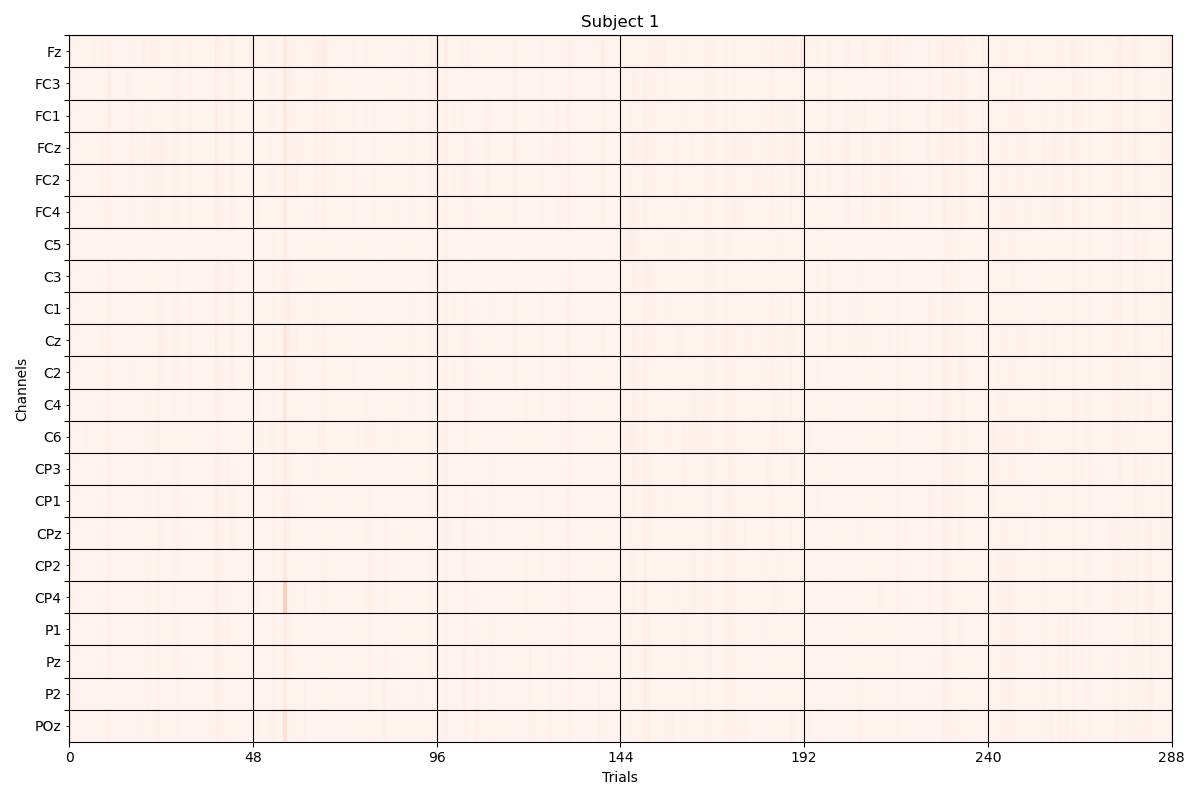 Subject 1
Channels
Fz
FC3
FC1
FCz
FC2
FC4
C5
C3
C1
Cz
C2
C4
C6
CP3
CP1
CPz
CP2
CP4
P1
Pz
P2
POz
0 48 96 144 192 240 288
Trials